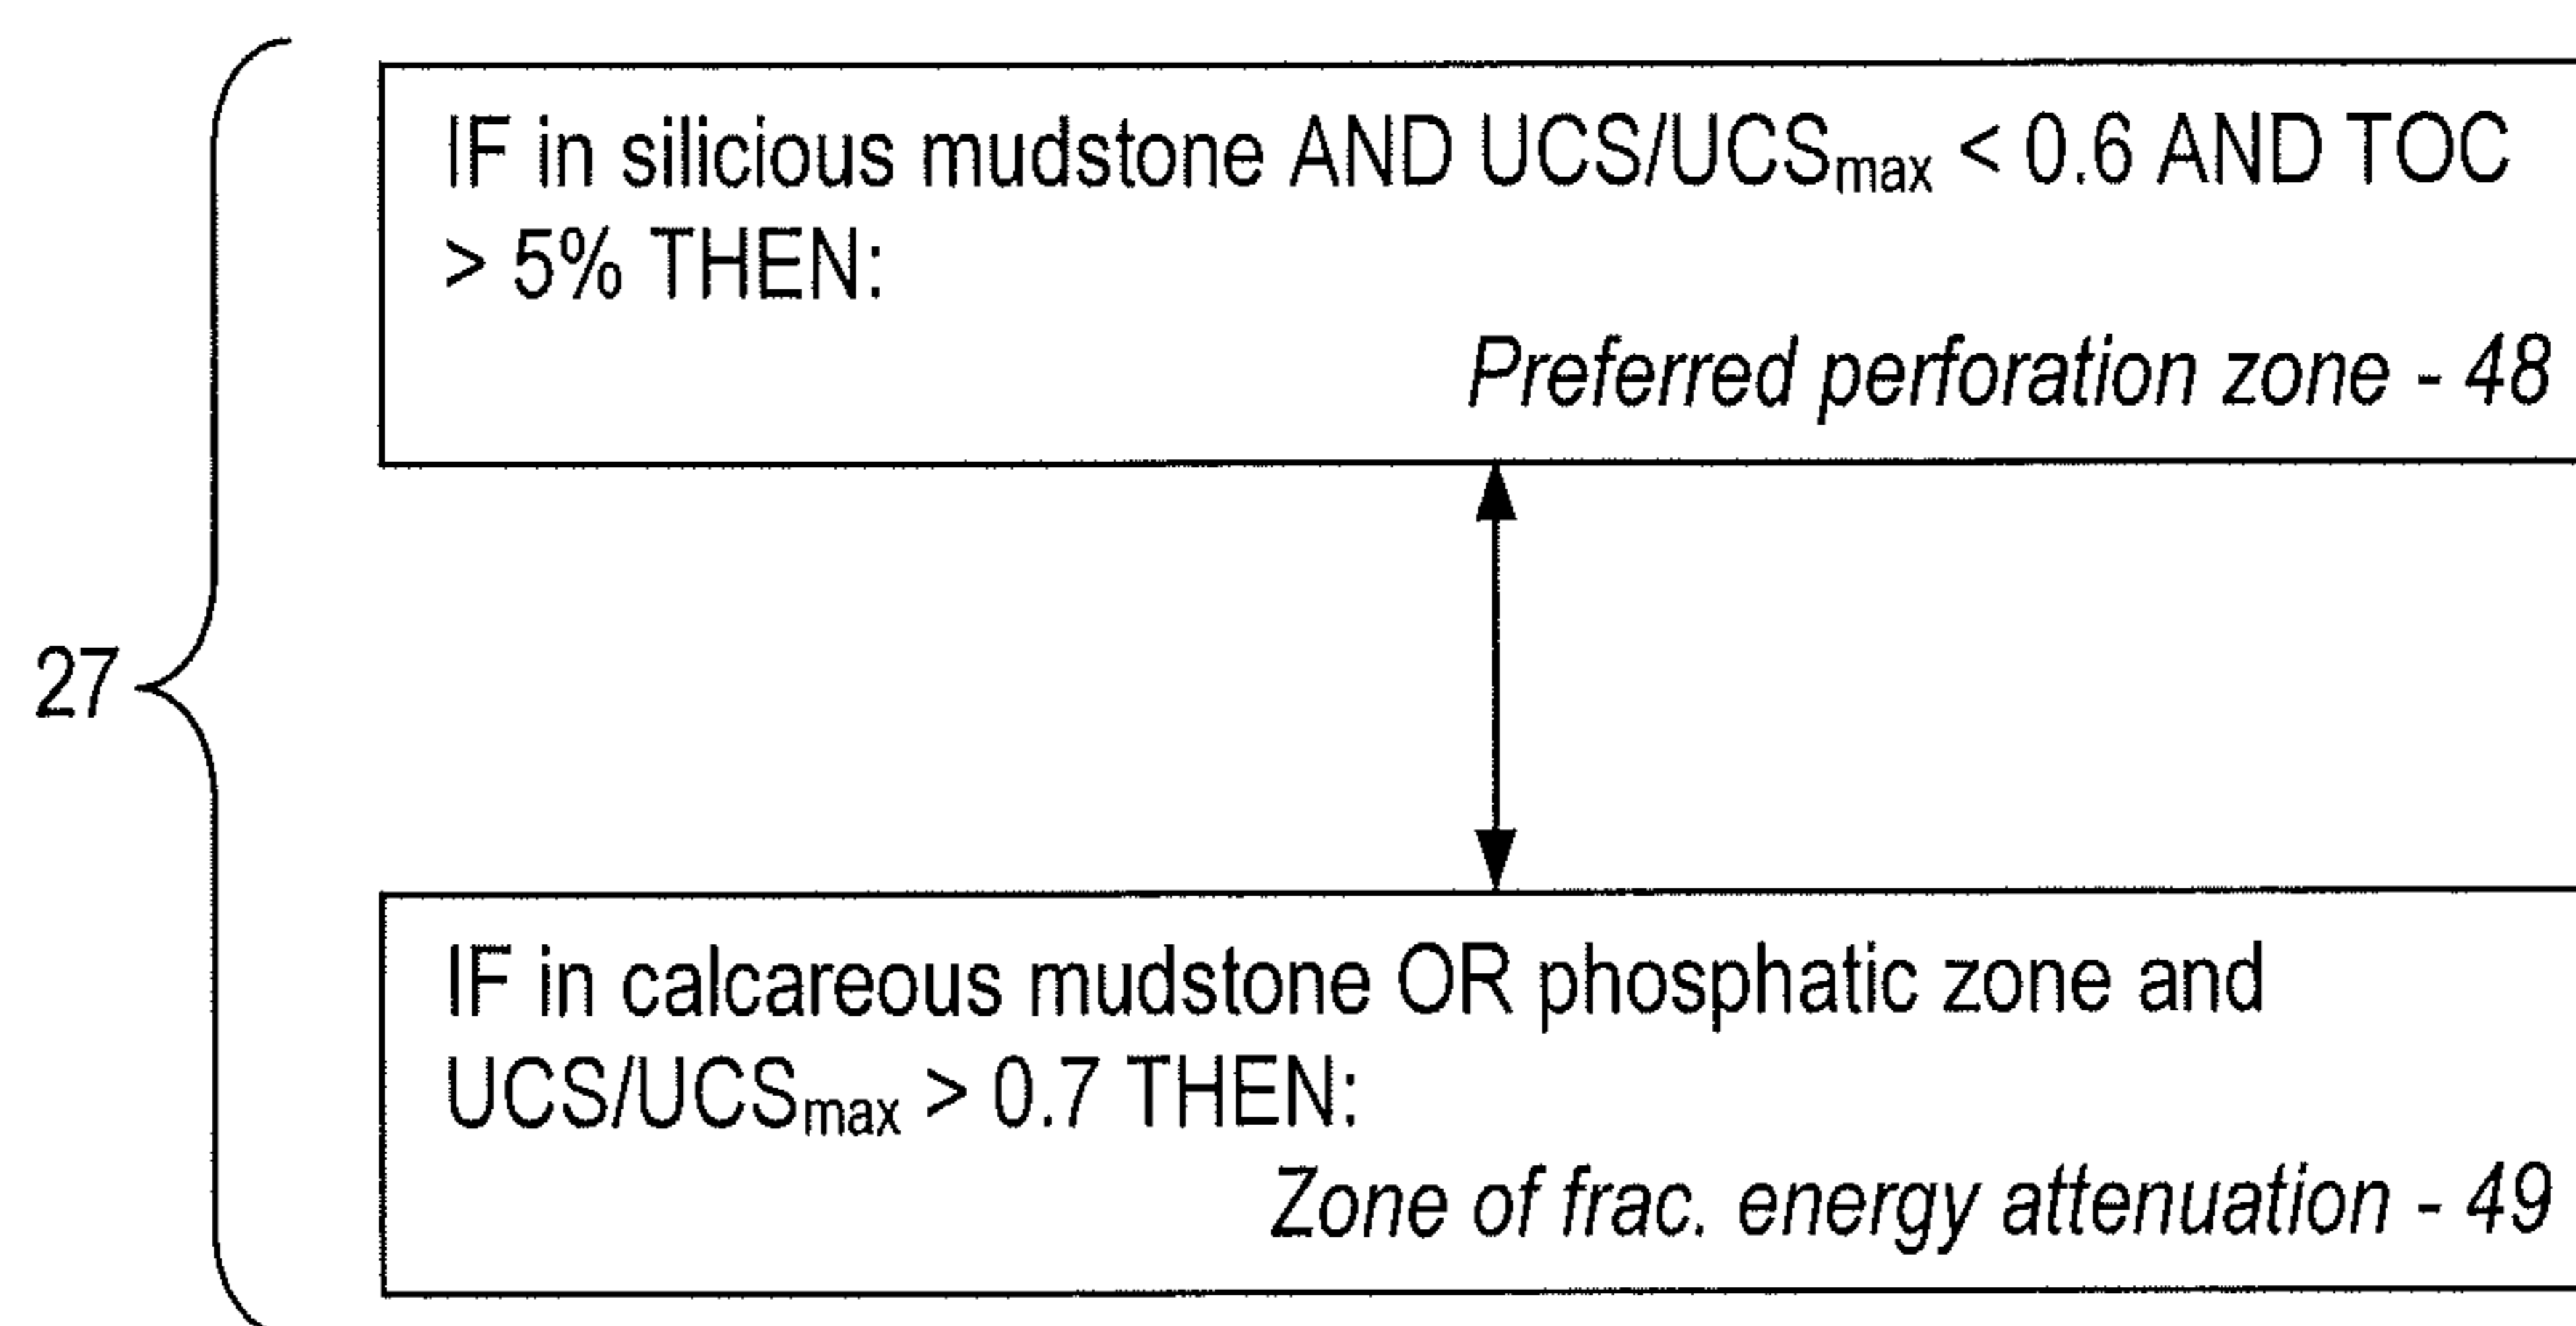 IF in silicious mudstone AND UCS/UCSmax < 0.6 AND TOC
> 5% THEN:
Preferred perforation zone - 48
27
IF in calcareous mudstone OR phosphatic zone and
UCS/UCSmax > 0.7 THEN:
Zone of frac. energy attenuation - 49